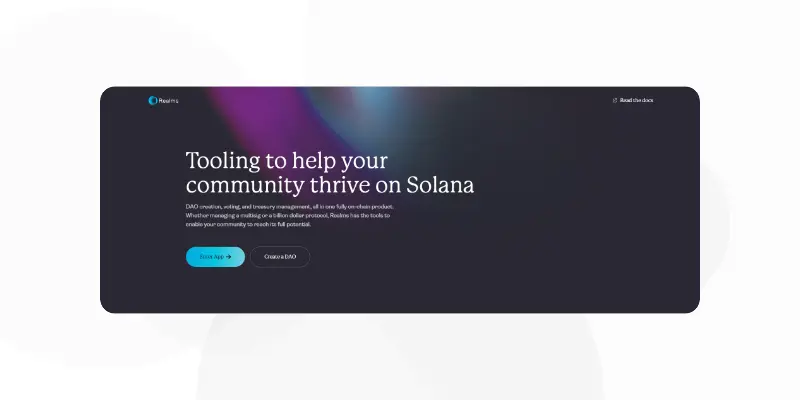 Realms
Read the docs
Tooling to help your
community thrive on Solana
DAO creation, voting, and treasury management, all in one fully on-chain product.
Whether managing a multisig or a billion dollar protocol, Realms has the tools to
enable your community to reach its full potential.
App
Create a DAO